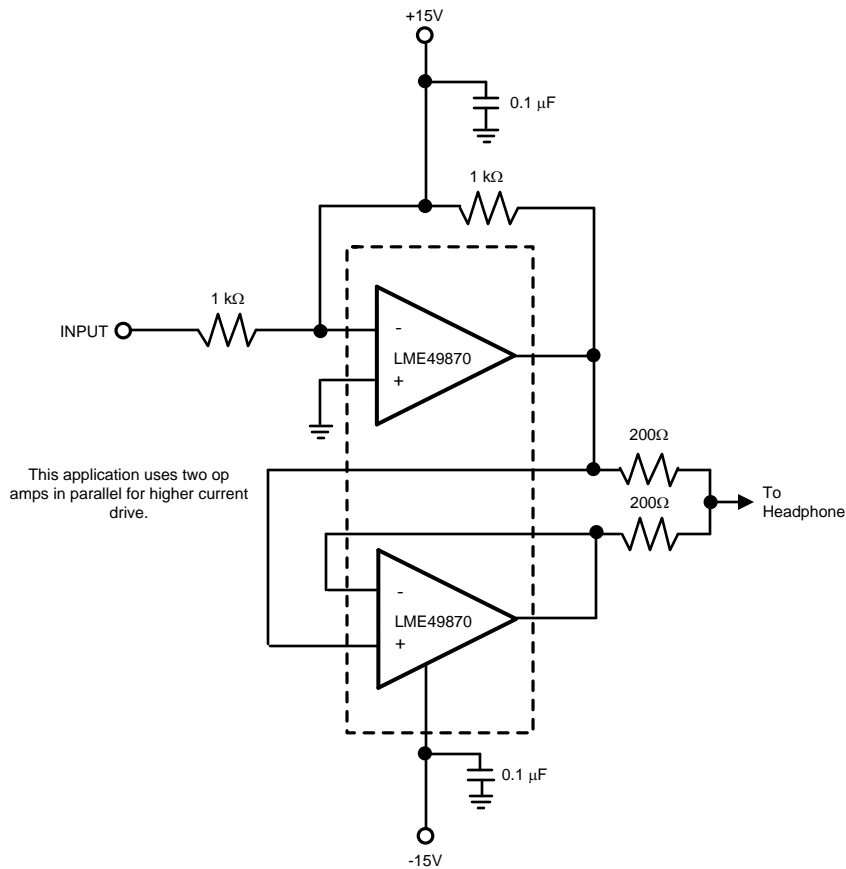 +15V
0.1 μF
1 kΩ
1 kΩ
INPUT
-
LME49870
+
200Ω
This application uses two op
amps in parallel for higher current
drive.
To
Headphone
200Ω
-
LME49870
+
0.1 μF
-15V